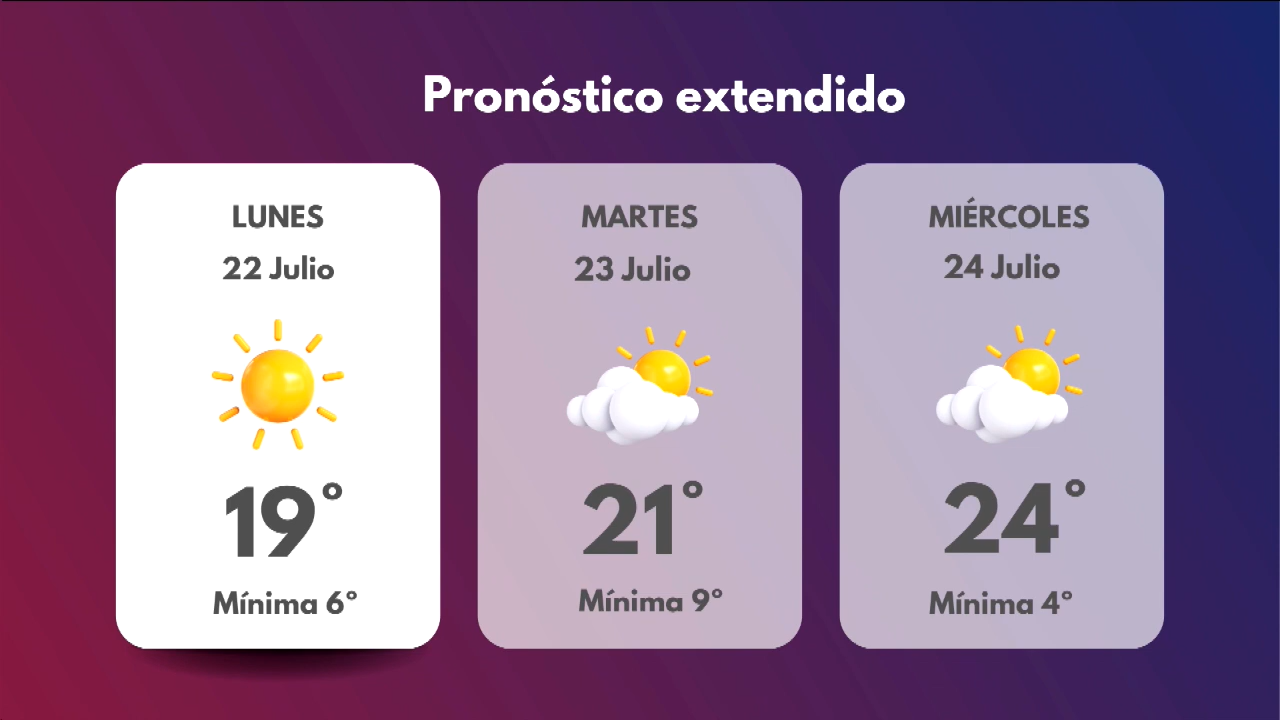 Pronóstico extendido
LUNES
22 Julio
19°
Mínima 6°
MARTES
23 Julio
21°
Mínima 9°
MIÉRCOLES
24 Julio
24°
Mínima 4°